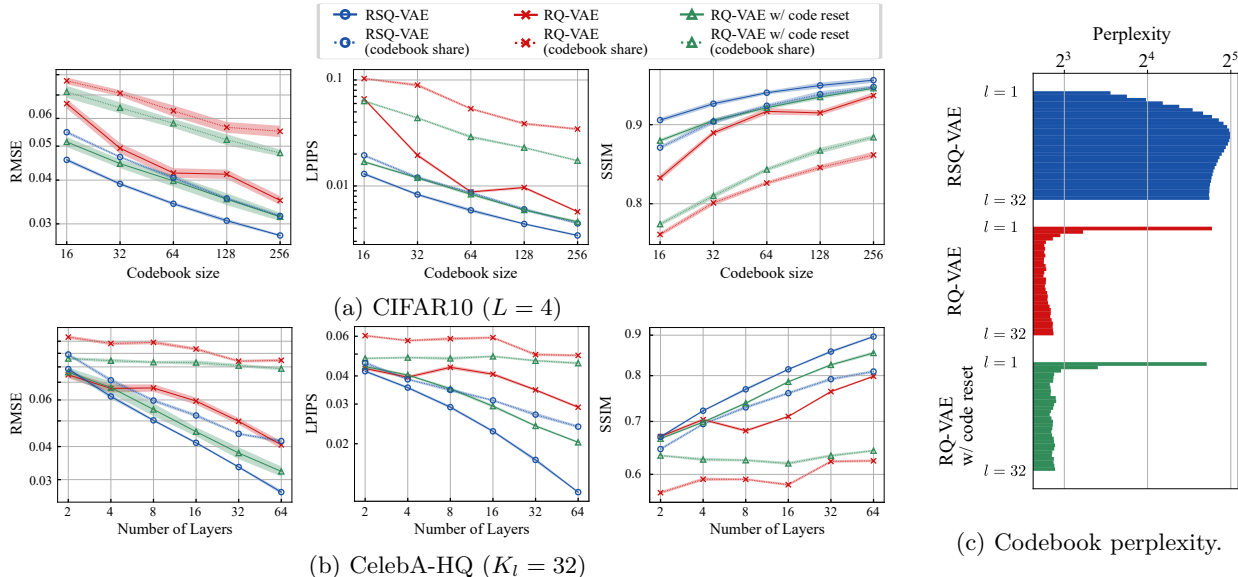 RSQ-VAE
RQ-VAE
RQ-VAE w/ code reset
RSQ-VAE
(codebook share)
RQ-VAE
(codebook share)
RQ-VAE w/ code reset
(codebook share)
RMSE
0.06
0.05
0.04
0.03
16 32 64 128 256
Codebook size
LPIPS
0.1
0.01
16 32 64 128 256
Codebook size
SSIM
0.9
0.8
16 32 64 128 256
Codebook size
(a) CIFAR10 (L = 4)
RMSE
0.06
0.04
0.03
2 4 8 16 32 64
Number of Layers
LPIPS
0.06
0.04
0.03
0.02
2 4 8 16 32 64
Number of Layers
SSIM
0.9
0.8
0.7
0.6
2 4 8 16 32 64
Number of Layers
(b) CelebA-HQ (K_l = 32)
Perplexity
2^3 2^4 2^5
RSQ-VAE
l = 1
l = 32
RQ-VAE
l = 1
l = 32
RQ-VAE
w/ code reset
l = 1
l = 32
(c) Codebook perplexity.